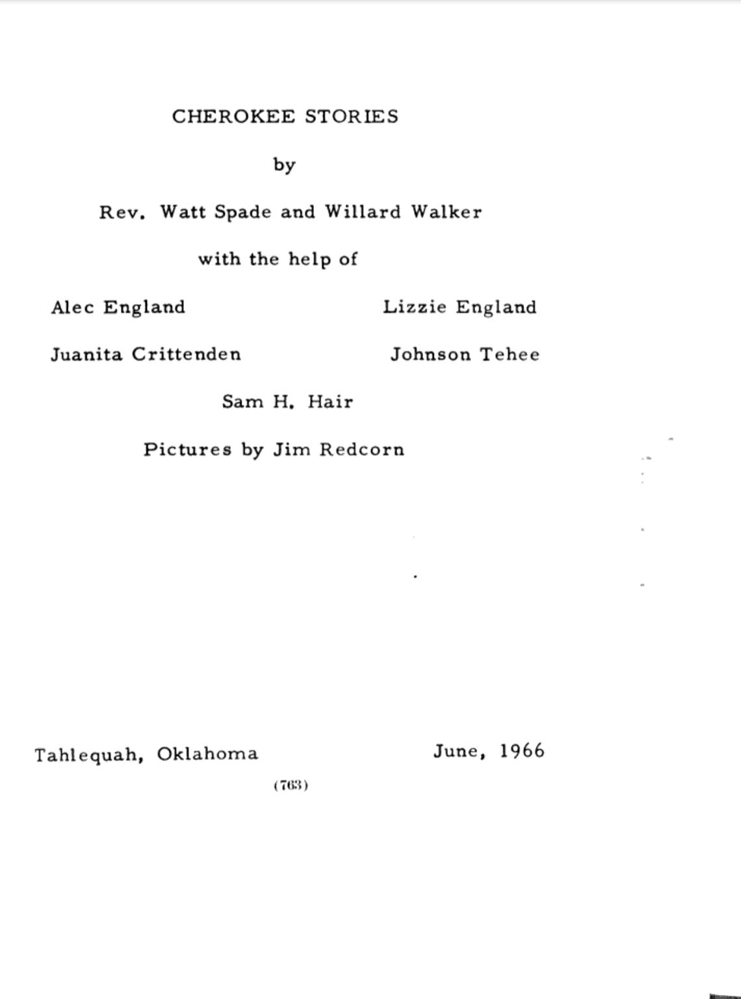 CHEROKEE STORIES
by
Rev. Watt Spade and Willard Walker
with the help of
Alec England Lizzie England
Juanita Crittenden Johnson Tehee
Sam H. Hair
Pictures by Jim Redcorn
Tahlequah, Oklahoma June, 1966
(763)